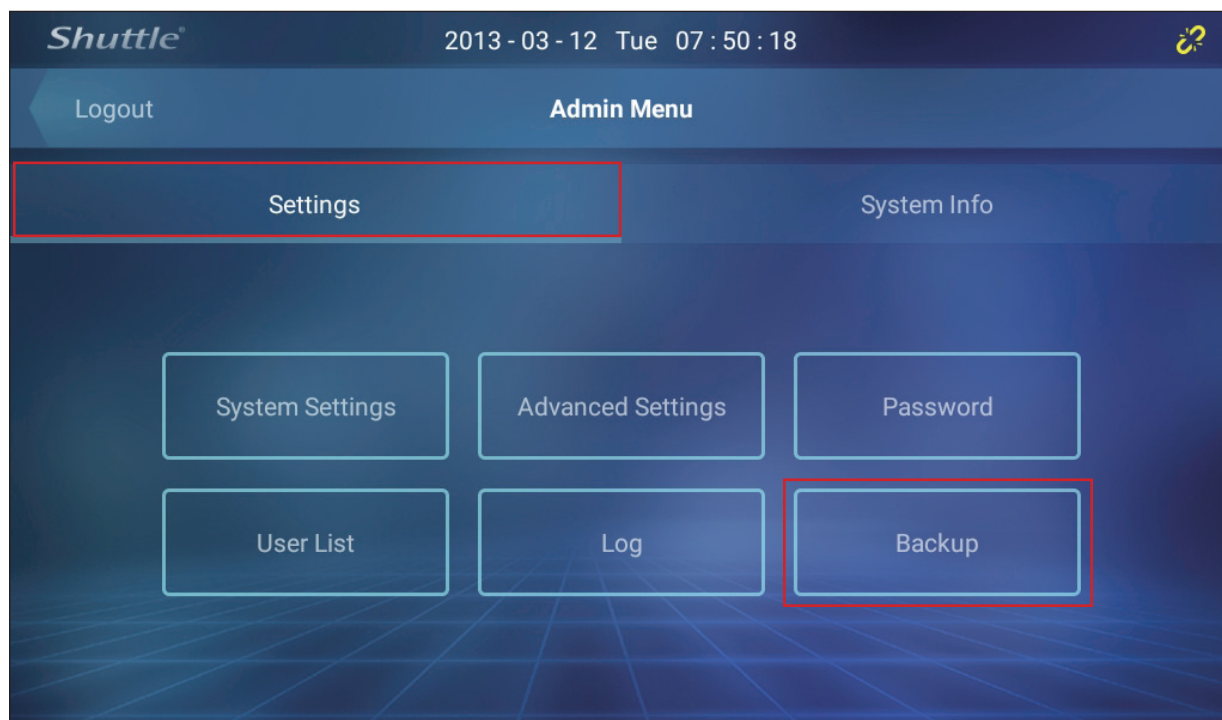 Shuttle® 2013 - 03 - 12 Tue 07 : 50 : 18
Logout Admin Menu
Settings System Info
System Settings Advanced Settings Password
User List Log Backup